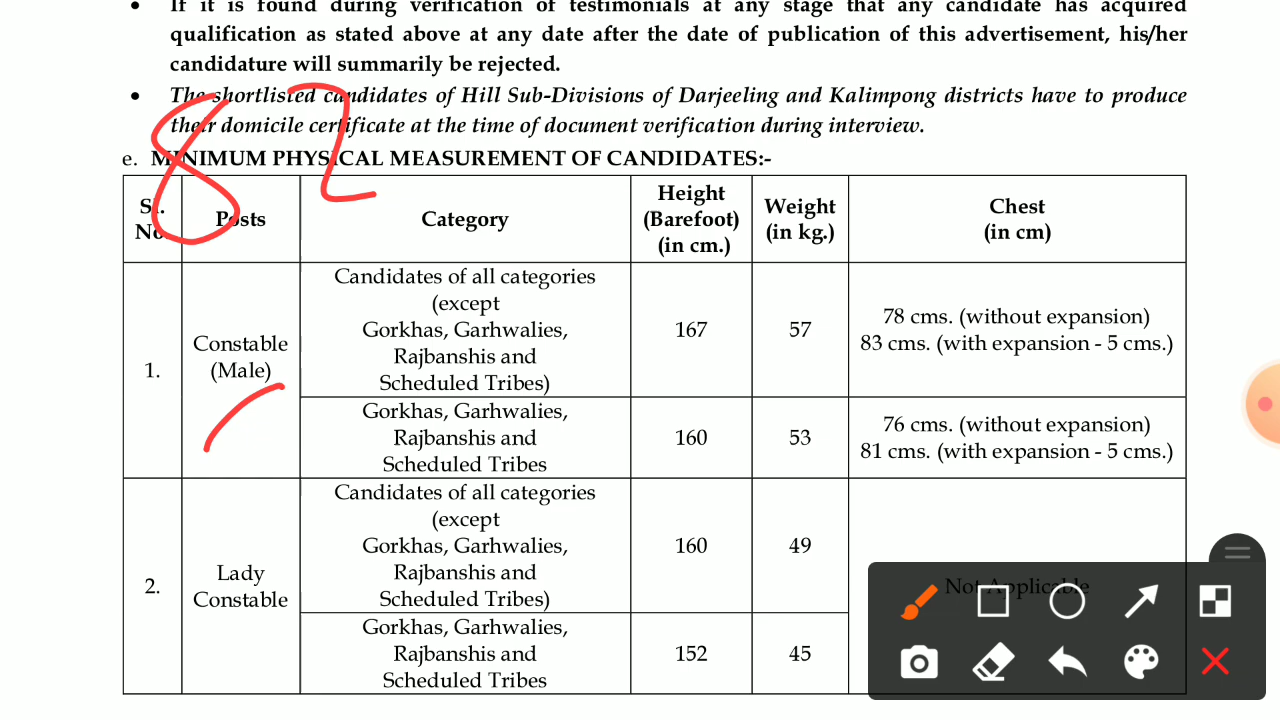 If it is found during verification of testimonials at any stage that any candidate has acquired
qualification as stated above at any date after the date of publication of this advertisement, his/her
candidature will summarily be rejected.
The shortlisted candidates of Hill Sub-Divisions of Darjeeling and Kalimpong districts have to produce
their domicile certificate at the time of document verification during interview.
82
e. MINIMUM PHYSICAL MEASUREMENT OF CANDIDATES:-
Sl. No. Posts Category Height (Barefoot) (in cm.) Weight (in kg.) Chest (in cm)
1. Constable (Male)
Candidates of all categories
(except
Gorkhas, Garhwalies,
Rajbanshis and
Scheduled Tribes)
167 57
78 cms. (without expansion)
83 cms. (with expansion - 5 cms.)
Gorkhas, Garhwalies,
Rajbanshis and
Scheduled Tribes
160 53
76 cms. (without expansion)
81 cms. (with expansion - 5 cms.)
2. Lady Constable
Candidates of all categories
(except
Gorkhas, Garhwalies,
Rajbanshis and
Scheduled Tribes)
160 49
Not Applicable
Gorkhas, Garhwalies,
Rajbanshis and
Scheduled Tribes
152 45